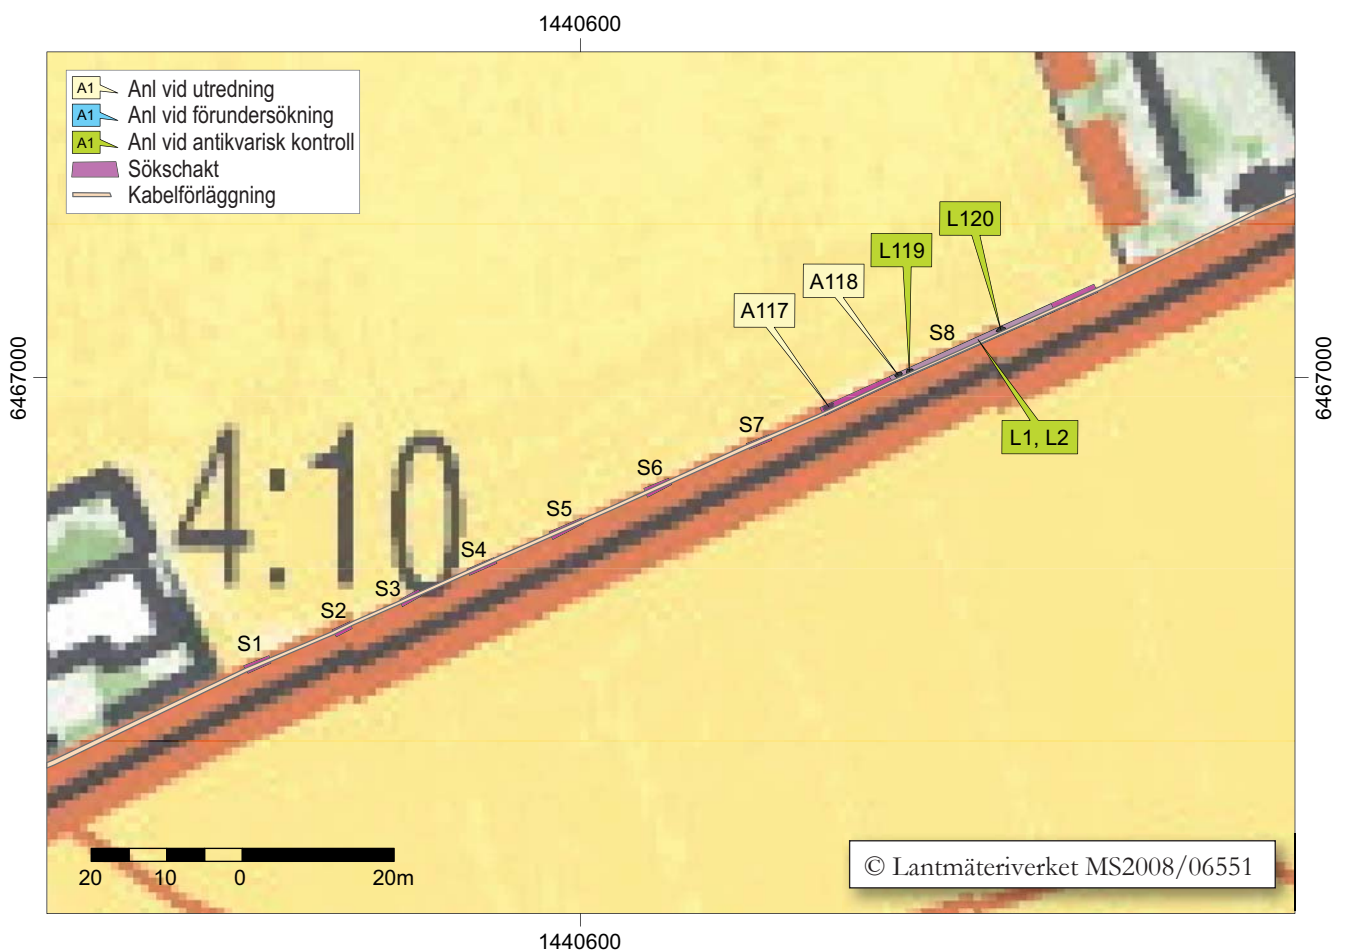 1440600
A1 Anl vid utredning
A1 Anl vid förundersökning
A1 Anl vid antikvarisk kontroll
Sökschakt
Kabelförläggning
L120
L119
A118
A117
S8
6467000
6467000
S7
L1, L2
S6
4:10
S5
S4
S3
S2
S1
20 10 0 20m
© Lantmäteriverket MS2008/06551
1440600